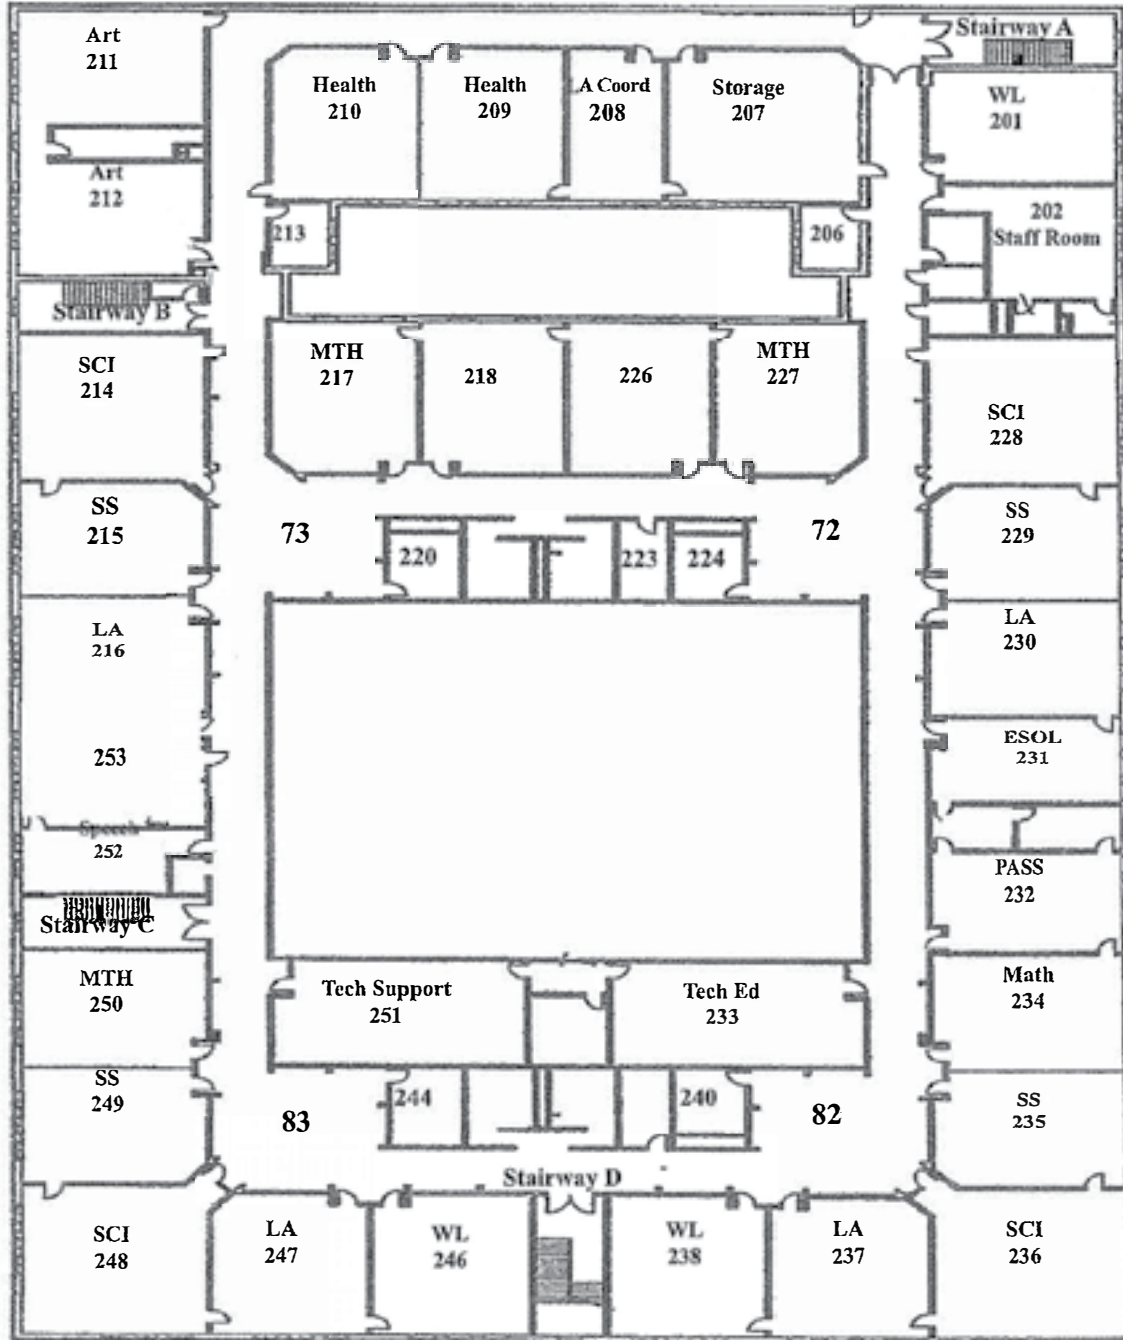 Art
211
Stairway A
Health
210
Health
209
A Coord
208
Storage
207
WL
201
Art
212
213
206
202
Staff Room
Stairway B
SCI
214
MTH
217
218
226
MTH
227
SCI
228
SS
215
73
220
223
224
72
SS
229
LA
216
LA
230
253
ESOL
231
Speech
252
PASS
232
Stairway C
MTH
250
Tech Support
251
Tech Ed
233
Math
234
SS
249
83
244
240
82
SS
235
Stairway D
SCI
248
LA
247
WL
246
WL
238
LA
237
SCI
236